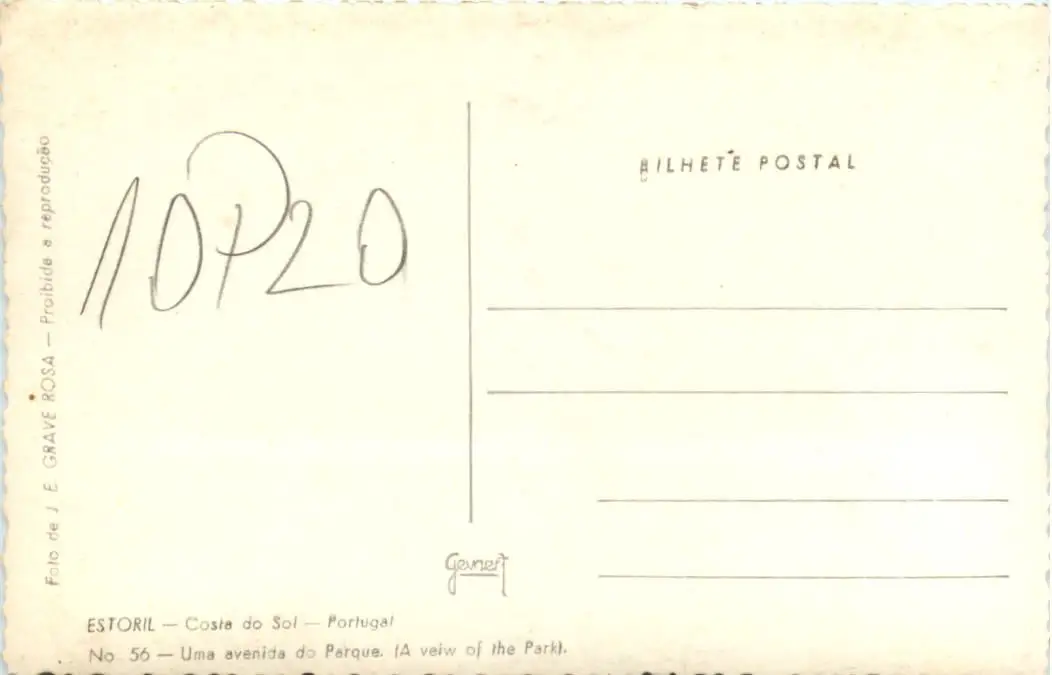 Foto de J. E. GRAVE ROSA — Proibida a reprodução
10P20
BILHETE POSTAL
Gevaert
ESTORIL — Costa do Sol — Portugal
No. 56 — Uma avenida do Parque. (A veiw of the Park).